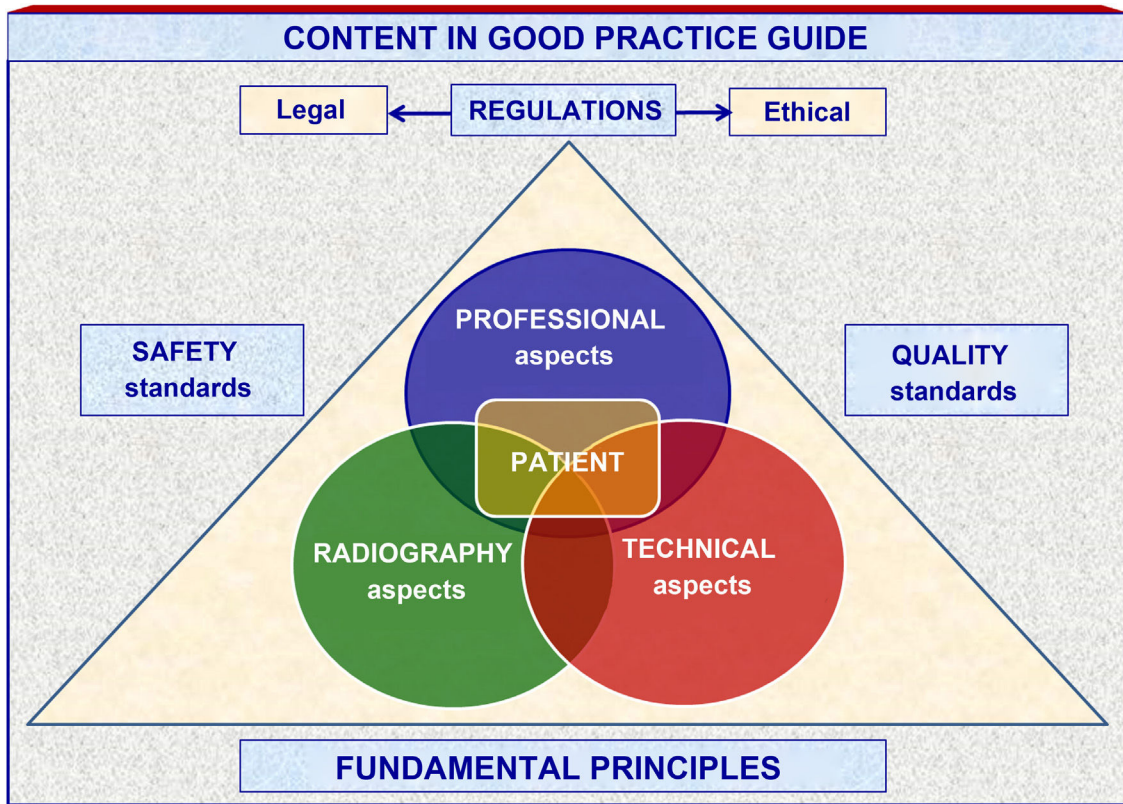 CONTENT IN GOOD PRACTICE GUIDE
Legal
REGULATIONS
Ethical
PROFESSIONAL
aspects
SAFETY
standards
QUALITY
standards
PATIENT
RADIOGRAPHY
aspects
TECHNICAL
aspects
FUNDAMENTAL PRINCIPLES